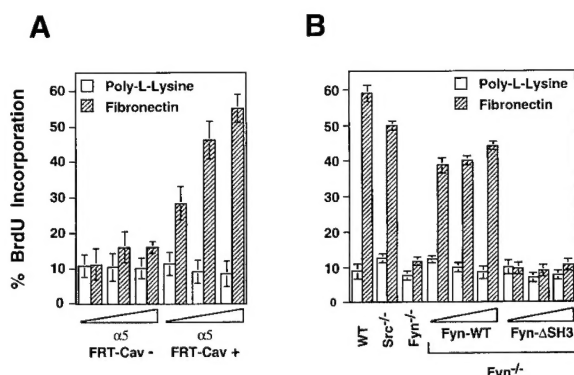 A
B
% BrdU Incorporation
60
50
40
30
20
10
0
Poly-L-Lysine
Fibronectin
α5
FRT-Cav -
α5
FRT-Cav +
60
50
40
30
20
10
0
Poly-L-Lysine
Fibronectin
WT
Src-/-
Fyn-/-
Fyn-WT
Fyn-ΔSH3
Fyn-/-